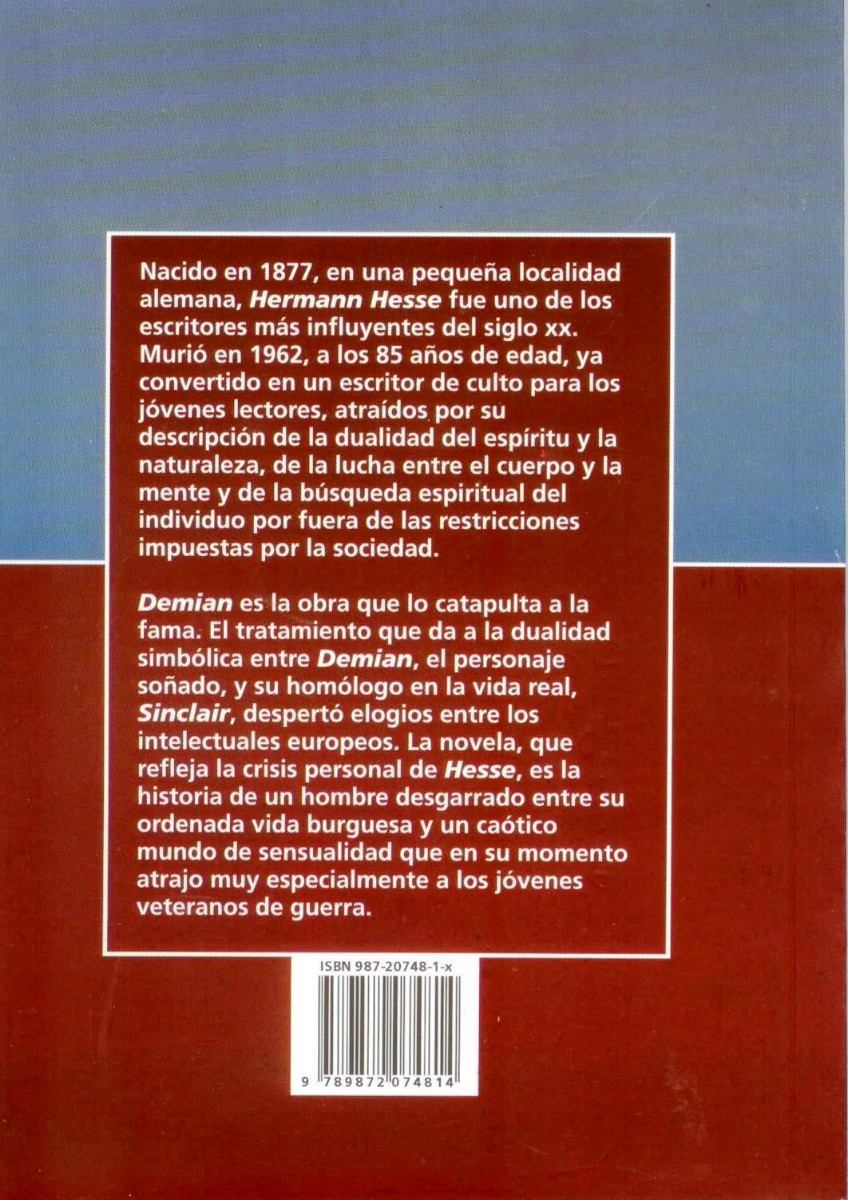 Nacido en 1877, en una pequeña localidad
alemana, Hermann Hesse fue uno de los
escritores más influyentes del siglo xx.
Murió en 1962, a los 85 años de edad, ya
convertido en un escritor de culto para los
jóvenes lectores, atraídos por su
descripción de la dualidad del espíritu y la
naturaleza, de la lucha entre el cuerpo y la
mente y de la búsqueda espiritual del
individuo por fuera de las restricciones
impuestas por la sociedad.
Demian es la obra que lo catapulta a la
fama. El tratamiento que da a la dualidad
simbólica entre Demian, el personaje
soñado, y su homólogo en la vida real,
Sinclair, despertó elogios entre los
intelectuales europeos. La novela, que
refleja la crisis personal de Hesse, es la
historia de un hombre desgarrado entre su
ordenada vida burguesa y un caótico
mundo de sensualidad que en su momento
atrajo muy especialmente a los jóvenes
veteranos de guerra.
ISBN 987-20748-1-x
9 789872 074814